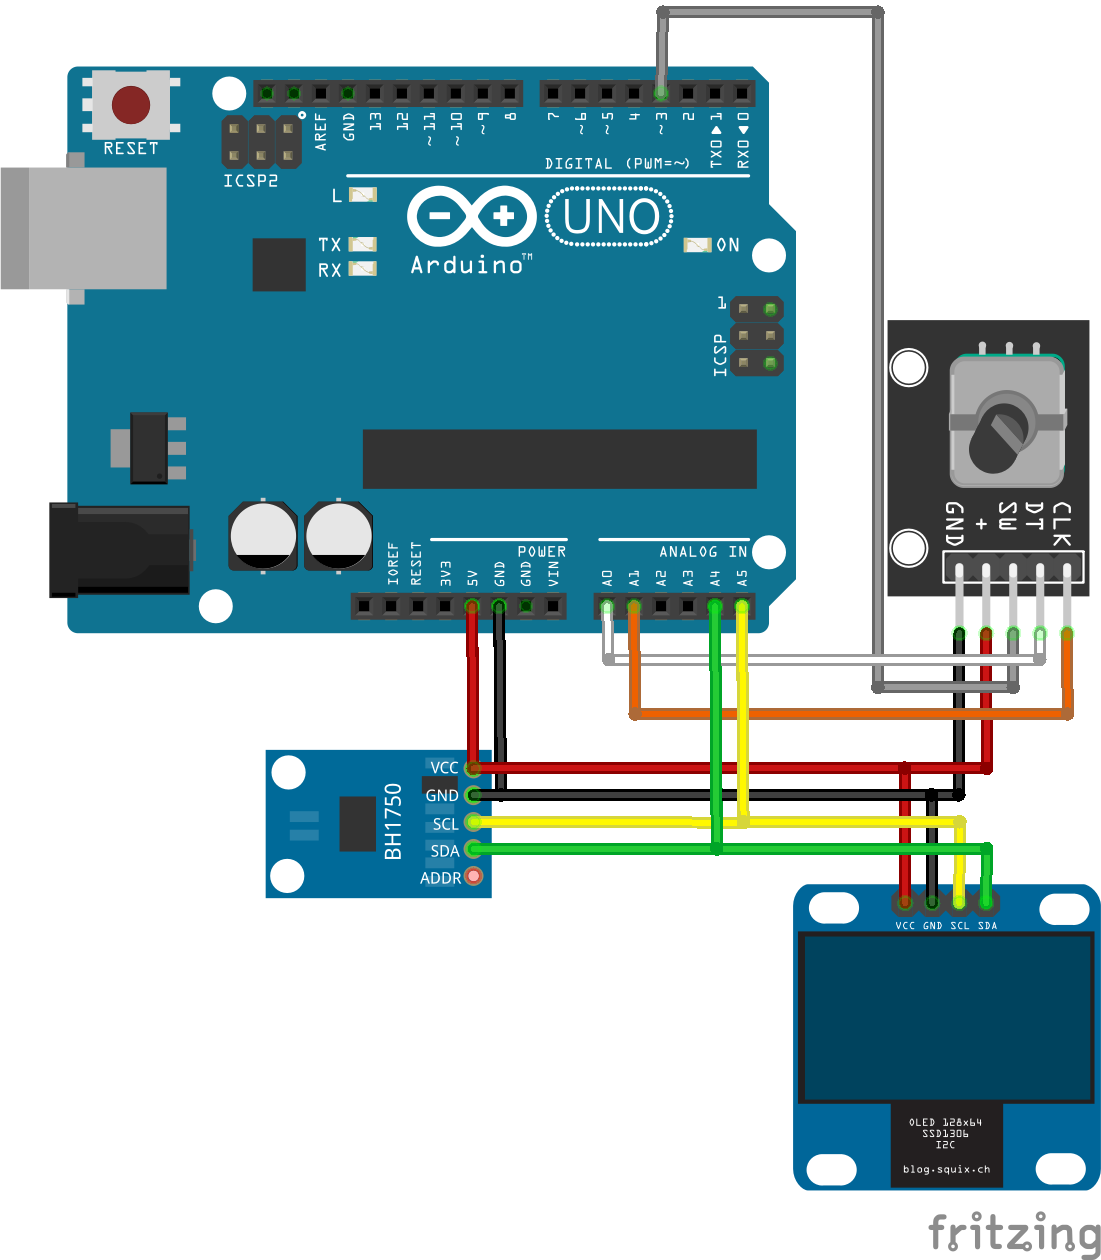 RESET
ICSP2
AREF
GND
13
12
~11
~10
~9
8
7
~6
~5
4
~3
2
TX0▶1
RX0◀0
DIGITAL (PWM=~)
L
TX
RX
UNO
Arduino™
ON
1
ICSP
IOREF
RESET
3V3
5V
GND
GND
VIN
POWER
ANALOG IN
A0
A1
A2
A3
A4
A5
GND
+
SW
DT
CLK
BH1750
VCC
GND
SCL
SDA
ADDR
VCC GND SCL SDA
OLED 128x64
SSD1306
I2C
blog.squix.ch
fritzing